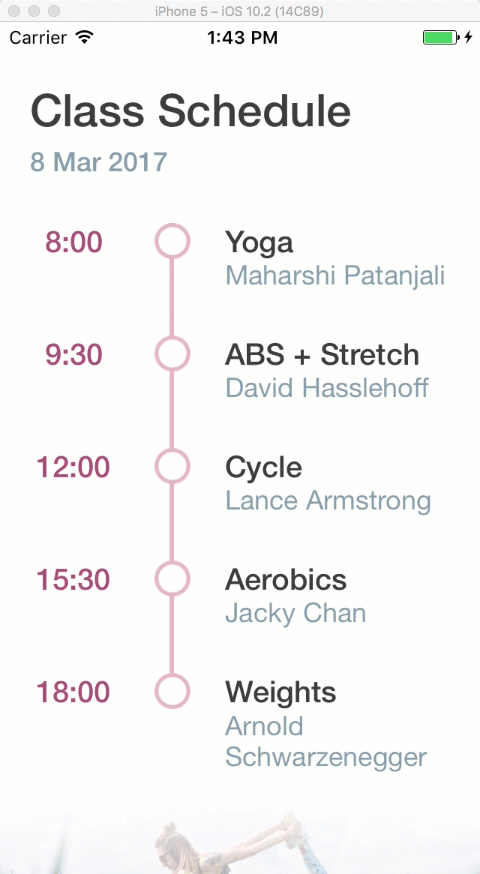 iPhone 5 – iOS 10.2 (14C89)
Carrier 1:43 PM
Class Schedule
8 Mar 2017
8:00 Yoga
Maharshi Patanjali
9:30 ABS + Stretch
David Hasslehoff
12:00 Cycle
Lance Armstrong
15:30 Aerobics
Jacky Chan
18:00 Weights
Arnold
Schwarzenegger